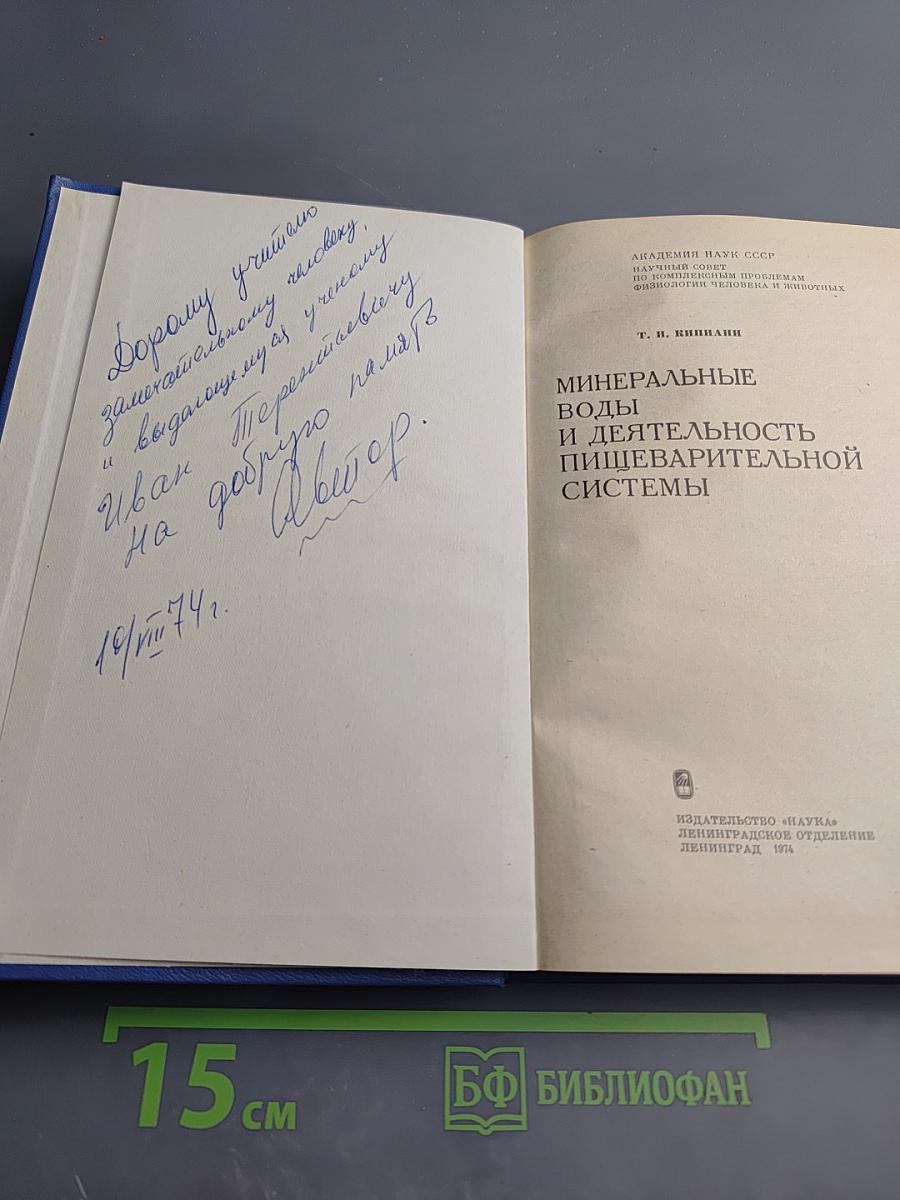 Дорому учителю
замечательному человеку,
и выдающемуся ученому
Иван Терентьевичу
на добрую память
Автор.
10/VIII 74 г.
АКАДЕМИЯ НАУК СССР
НАУЧНЫЙ СОВЕТ
ПО КОМПЛЕКСНЫМ ПРОБЛЕМАМ
ФИЗИОЛОГИИ ЧЕЛОВЕКА И ЖИВОТНЫХ
Т. И. КИПИАНИ
МИНЕРАЛЬНЫЕ
ВОДЫ
И ДЕЯТЕЛЬНОСТЬ
ПИЩЕВАРИТЕЛЬНОЙ
СИСТЕМЫ
ИЗДАТЕЛЬСТВО «НАУКА»
ЛЕНИНГРАДСКОЕ ОТДЕЛЕНИЕ
ЛЕНИНГРАД 1974
15 см
БФ БИБЛИОФАН